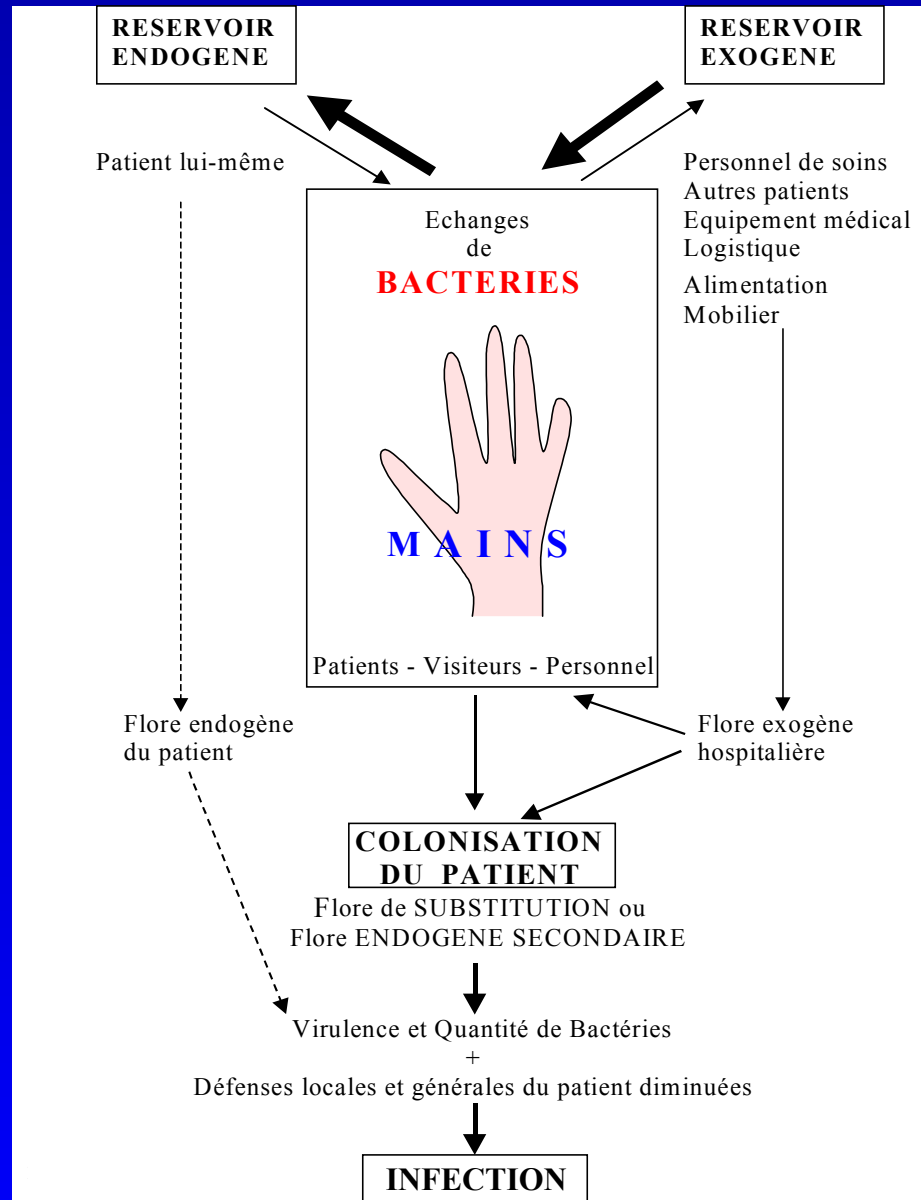 RESERVOIR
ENDOGENE
RESERVOIR
EXOGENE
Patient lui-même
Personnel de soins
Autres patients
Equipement médical
Logistique
Alimentation
Mobilier
Echanges
de
BACTERIES
MAINS
Patients - Visiteurs - Personnel
Flore endogène
du patient
Flore exogène
hospitalière
COLONISATION
DU PATIENT
Flore de SUBSTITUTION ou
Flore ENDOGENE SECONDAIRE
Virulence et Quantité de Bactéries
+
Défenses locales et générales du patient diminuées
INFECTION